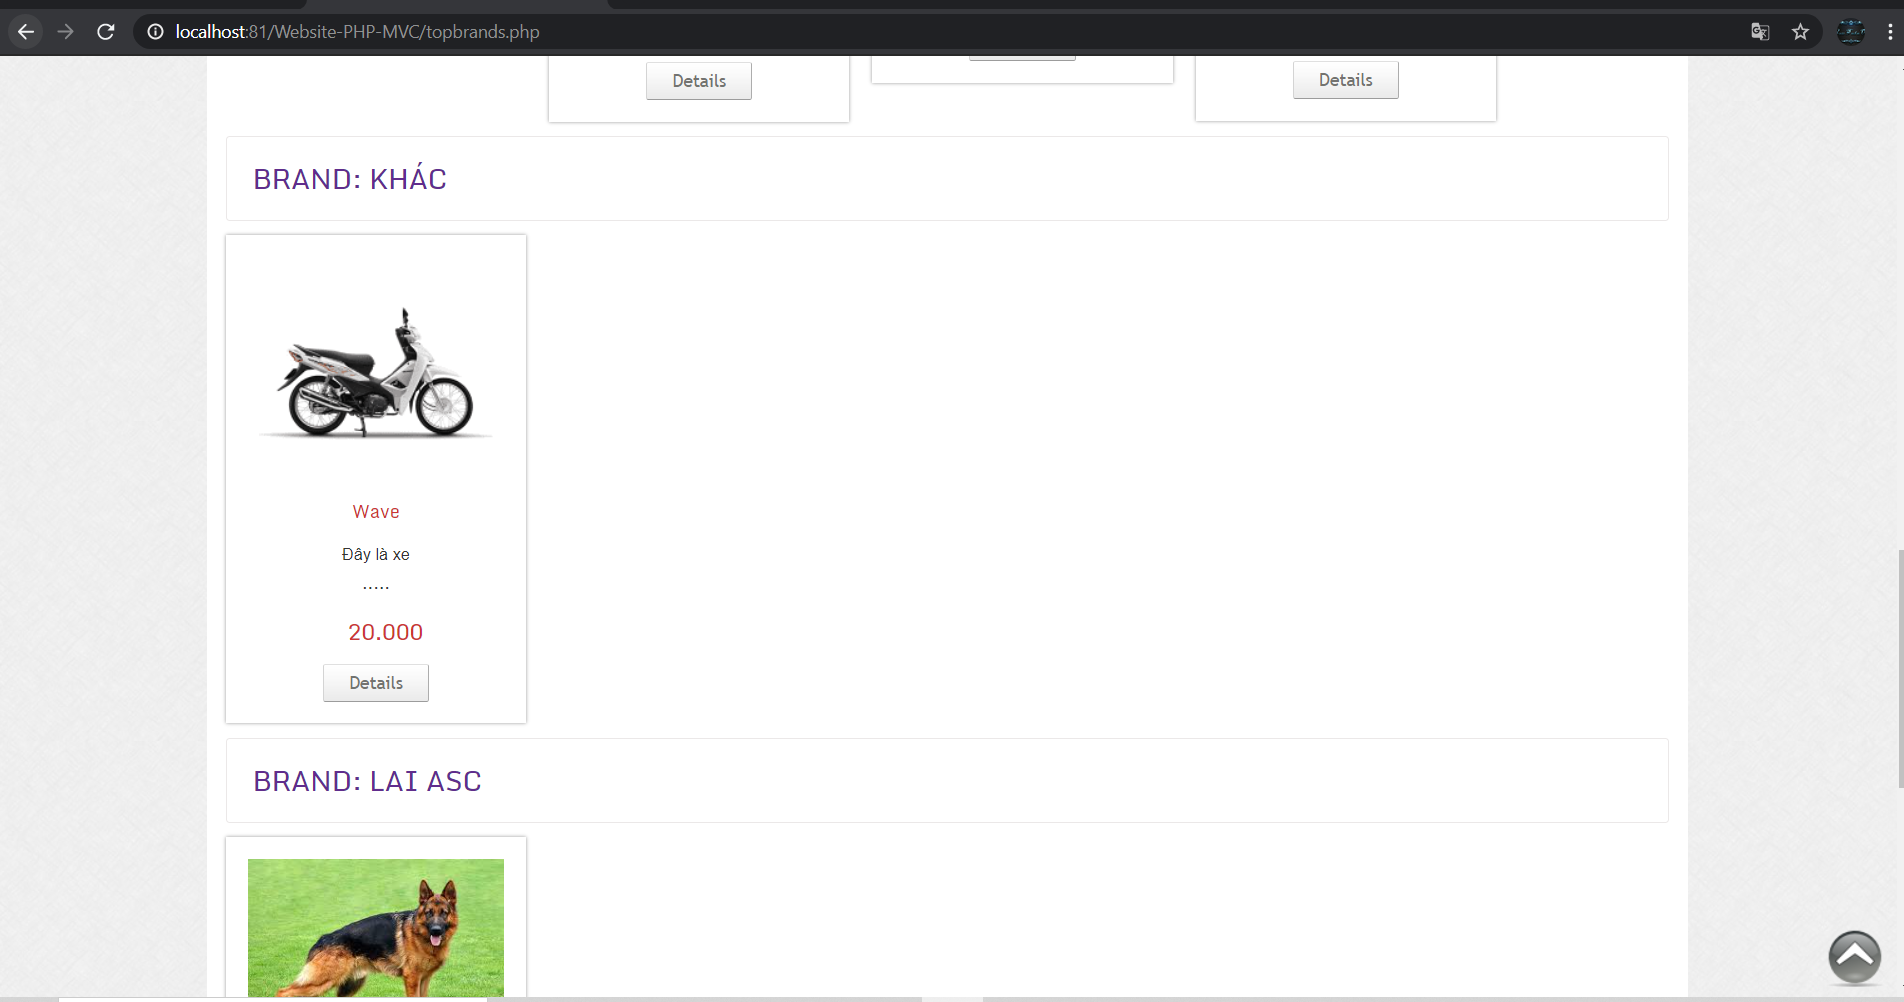 localhost:81/Website-PHP-MVC/topbrands.php
Details
Details
BRAND: KHÁC
Wave
Đây là xe
.....
20.000
Details
BRAND: LAI ASC